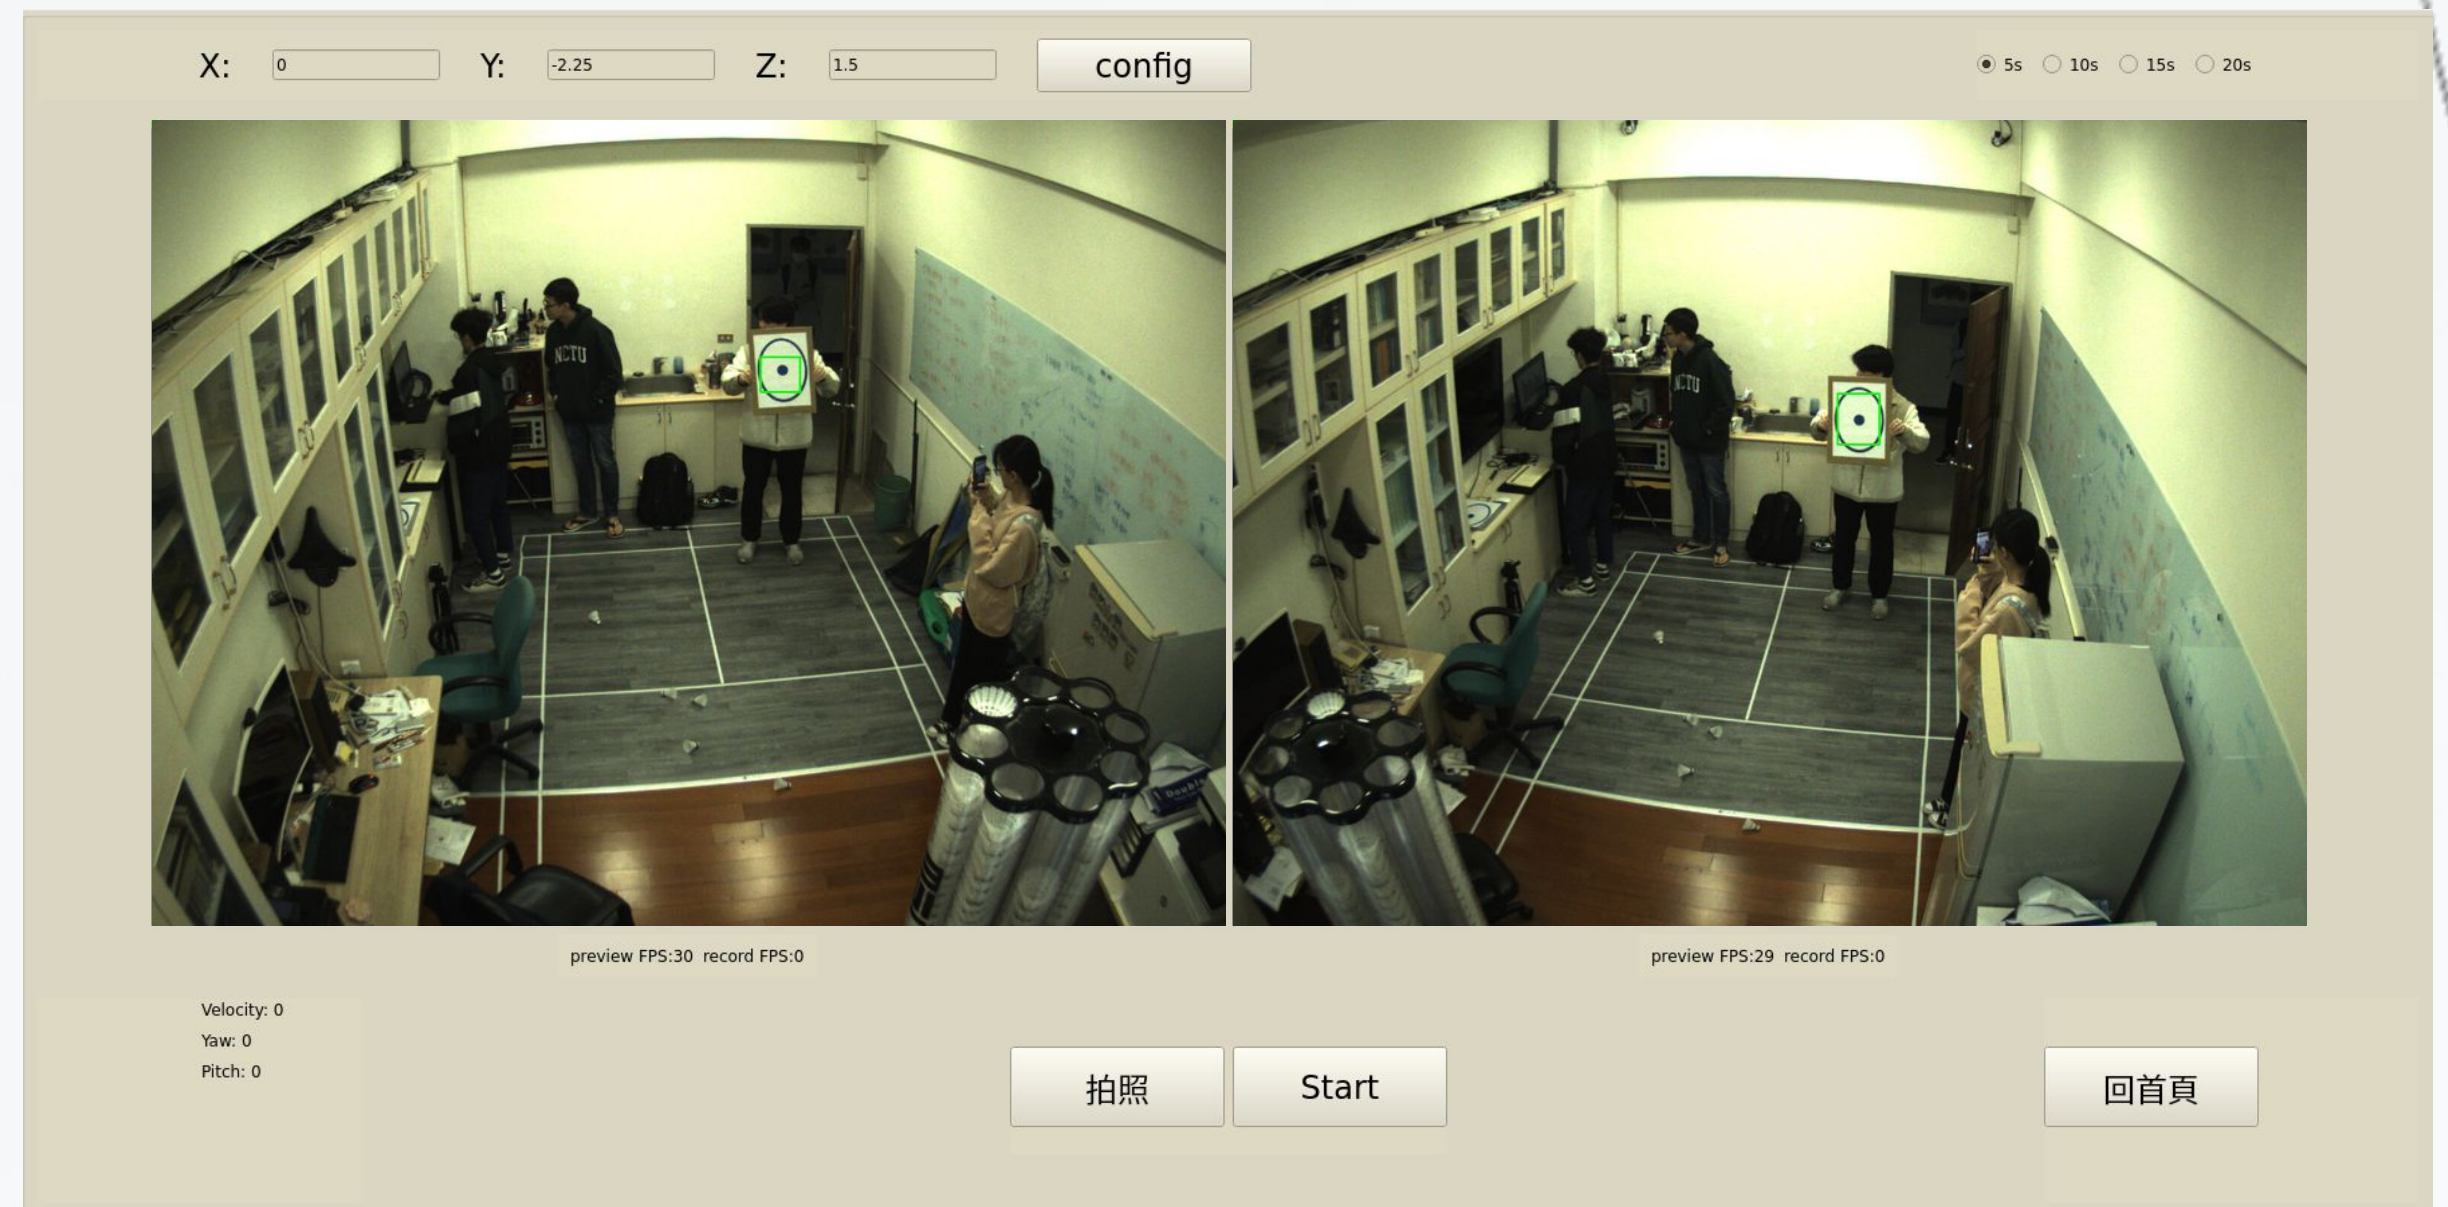 X: 0 Y: -2.25 Z: 1.5 config 5s 10s 15s 20s
NCTU
NCTU
Double
preview FPS:30 record FPS:0
preview FPS:29 record FPS:0
Velocity: 0
Yaw: 0
Pitch: 0
拍照 Start 回首頁